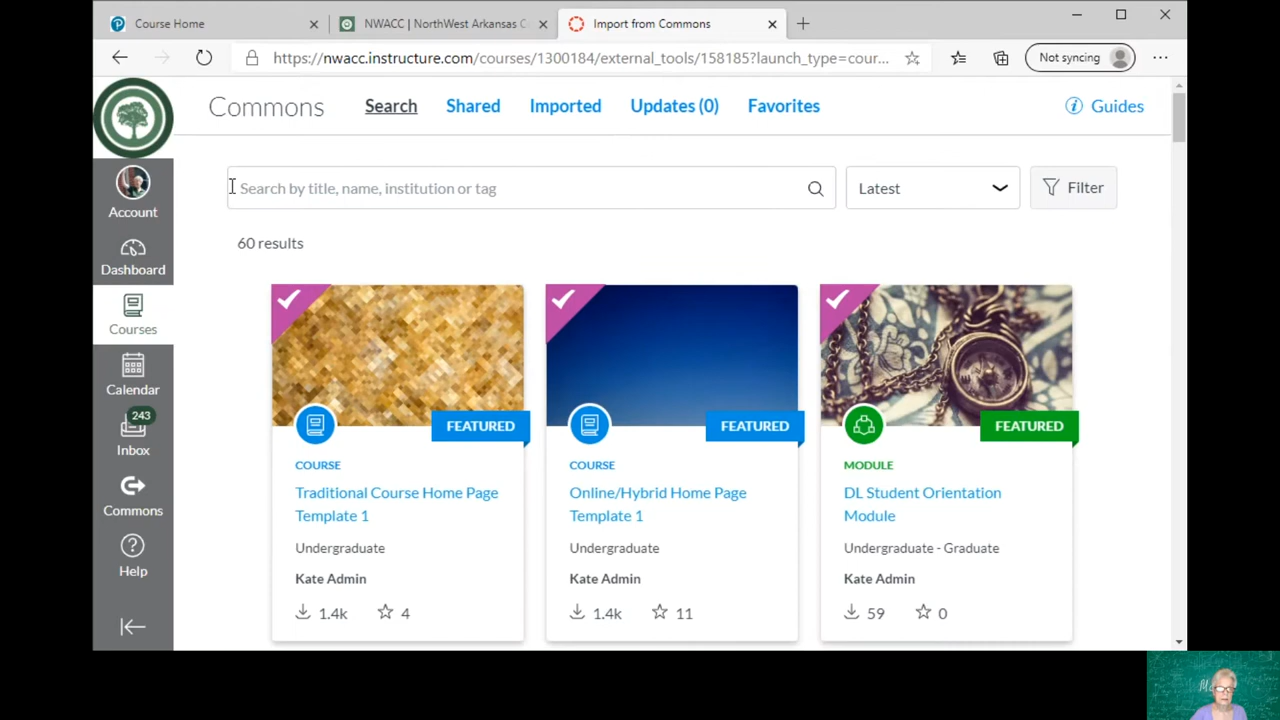 Course Home
NWACC | NorthWest Arkansas C
Import from Commons
https://nwacc.instructure.com/courses/1300184/external_tools/158185?launch_type=cour...
Not syncing
Commons
Search
Shared
Imported
Updates (0)
Favorites
Guides
Account
Dashboard
Courses
Calendar
243
Inbox
Commons
Help
Search by title, name, institution or tag
Latest
Filter
60 results
FEATURED
COURSE
Traditional Course Home Page
Template 1
Undergraduate
Kate Admin
1.4k
4
FEATURED
COURSE
Online/Hybrid Home Page
Template 1
Undergraduate
Kate Admin
1.4k
11
FEATURED
MODULE
DL Student Orientation
Module
Undergraduate - Graduate
Kate Admin
59
0